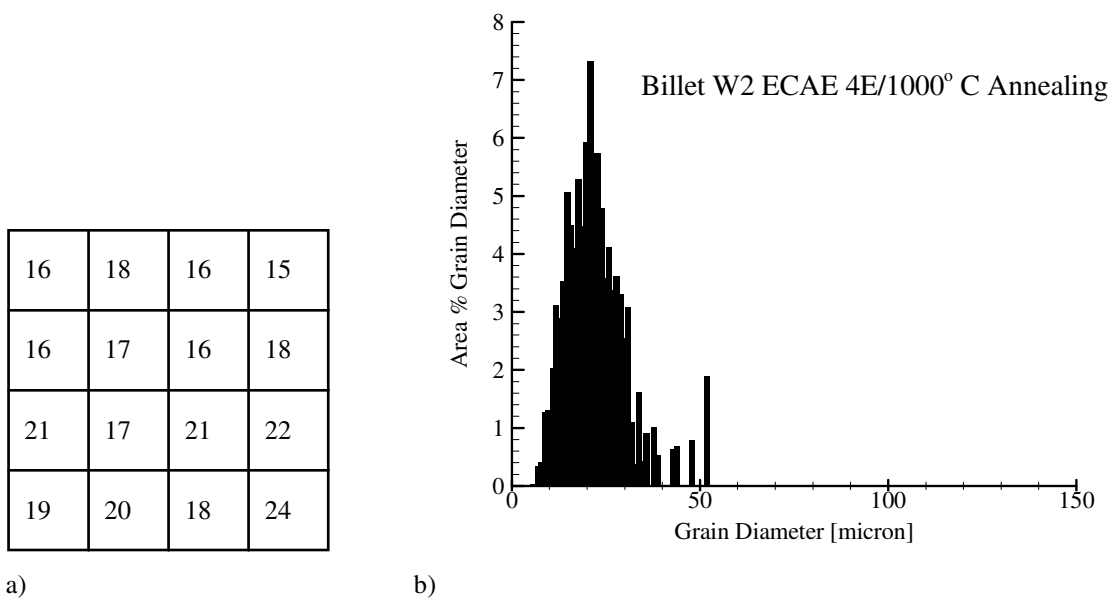 16 18 16 15
16 17 16 18
21 17 21 22
19 20 18 24
a)
8
7
6
5
4
3
2
1
0
Area % Grain Diameter
Billet W2 ECAE 4E/1000° C Annealing
0 50 100 150
Grain Diameter [micron]
b)